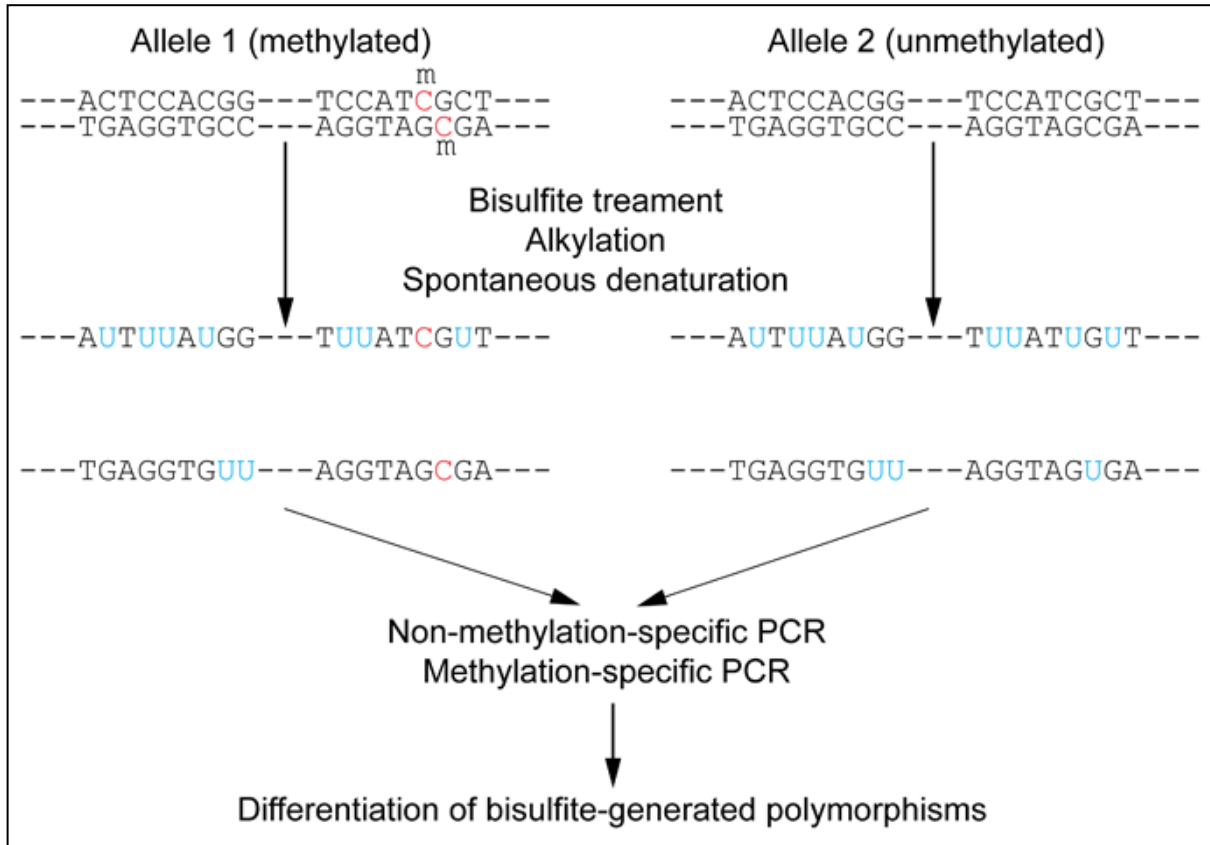 Allele 1 (methylated) Allele 2 (unmethylated)
m
---ACTCCACGG---TCCATCGCT--- ---ACTCCACGG---TCCATCGCT---
---TGAGGTGCC---AGGTAGCGA--- ---TGAGGTGCC---AGGTAGCGA---
m
Bisulfite treament
Alkylation
Spontaneous denaturation
---AUTUUAUGG---TUUATCGUT--- ---AUTUUAUGG---TUUATUGUT---
---TGAGGTGUU---AGGTAGCGA--- ---TGAGGTGUU---AGGTAGUGA---
Non-methylation-specific PCR
Methylation-specific PCR
Differentiation of bisulfite-generated polymorphisms